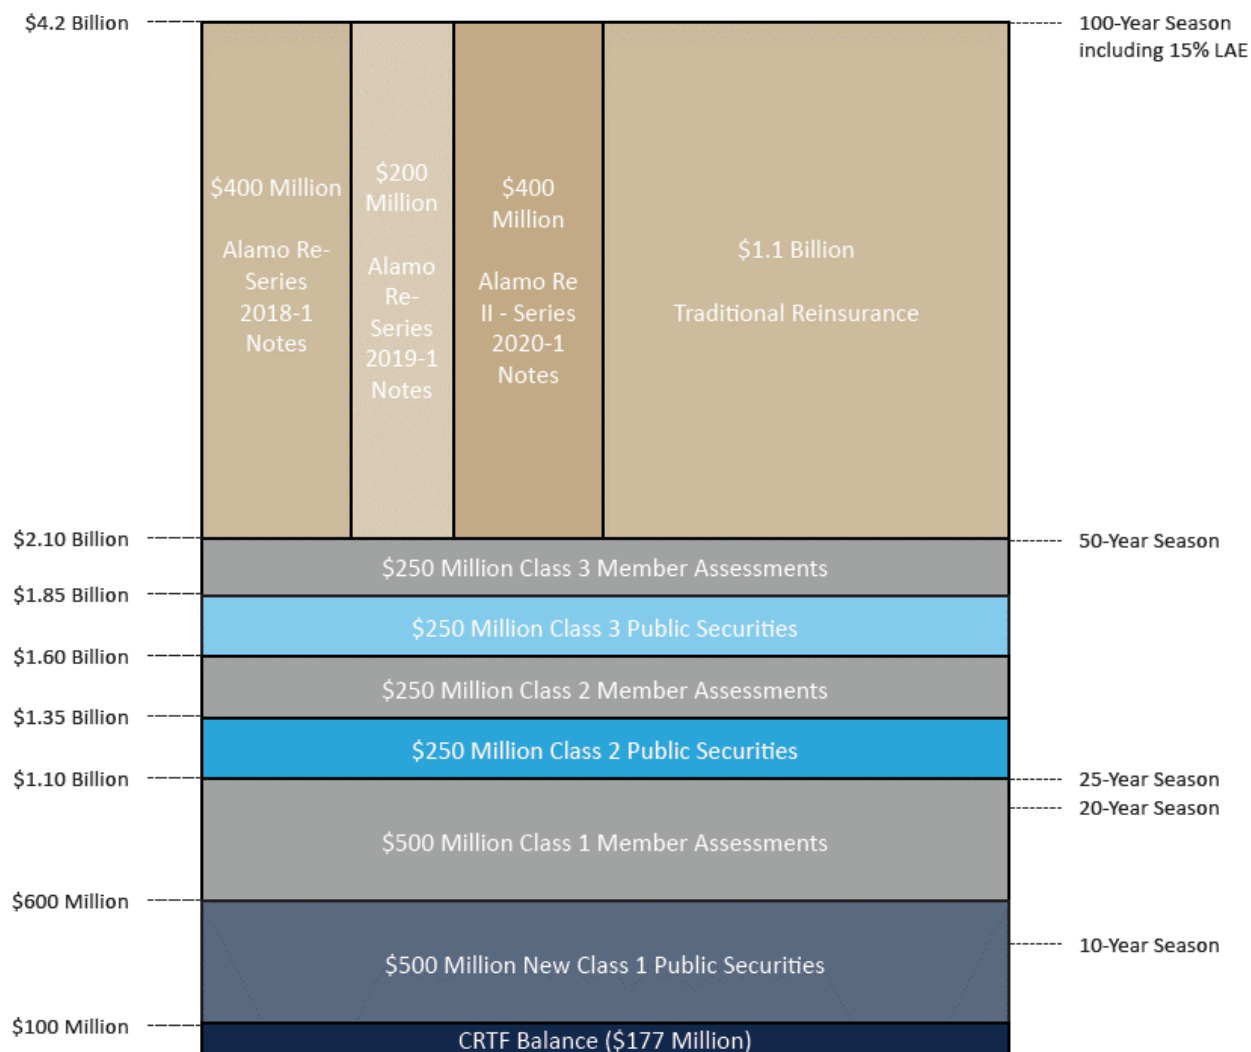 $4.2 Billion
100-Year Season
including 15% LAE
$400 Million
Alamo Re-
Series
2018-1
Notes
$200
Million
Alamo
Re-
Series
2019-1
Notes
$400
Million
Alamo Re
II - Series
2020-1
Notes
$1.1 Billion
Traditional Reinsurance
$2.10 Billion
50-Year Season
$250 Million Class 3 Member Assessments
$1.85 Billion
$250 Million Class 3 Public Securities
$1.60 Billion
$250 Million Class 2 Member Assessments
$1.35 Billion
$250 Million Class 2 Public Securities
$1.10 Billion
25-Year Season
20-Year Season
$500 Million Class 1 Member Assessments
$600 Million
10-Year Season
$500 Million New Class 1 Public Securities
$100 Million
CRTF Balance ($177 Million)